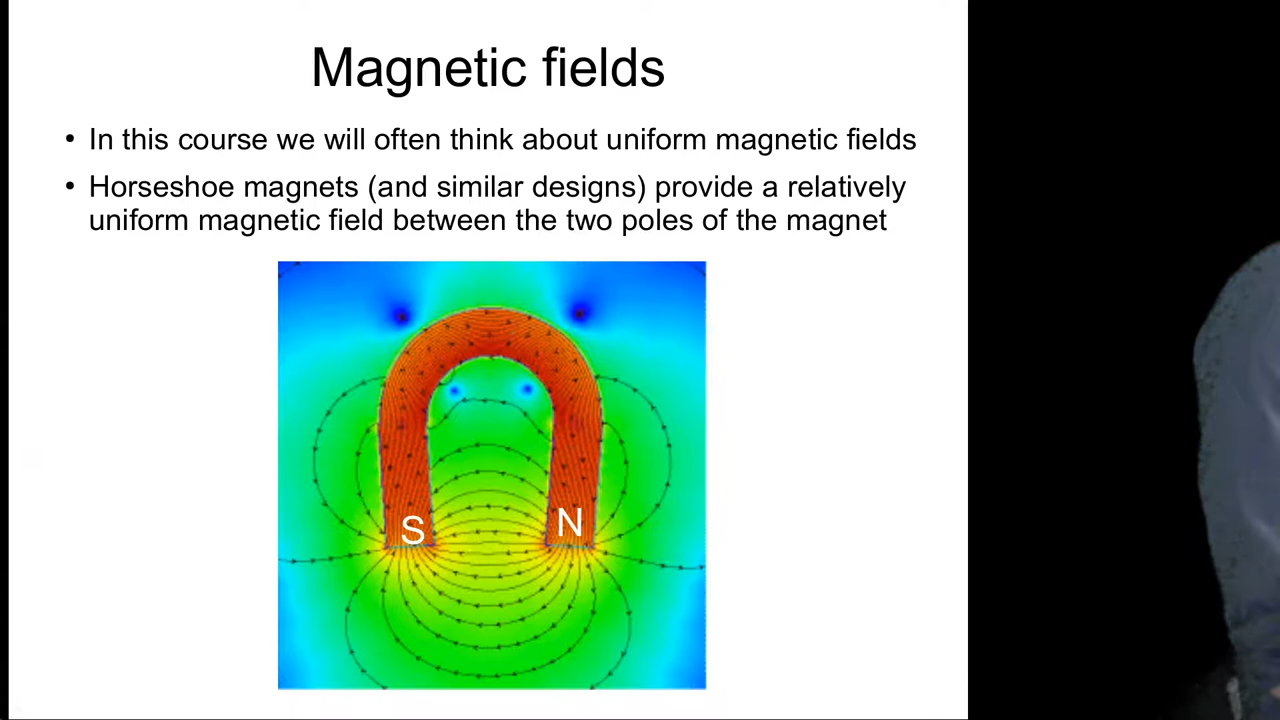 Magnetic fields
• In this course we will often think about uniform magnetic fields
• Horseshoe magnets (and similar designs) provide a relatively
uniform magnetic field between the two poles of the magnet
S N